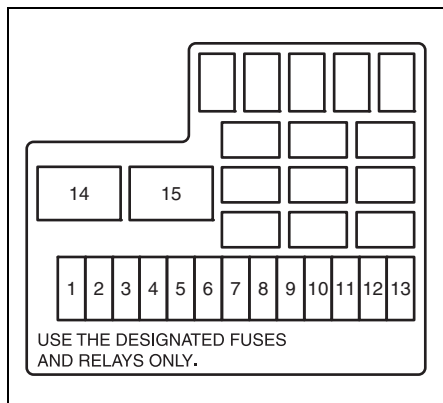 14 15
1 2 3 4 5 6 7 8 9 10 11 12 13
USE THE DESIGNATED FUSES
AND RELAYS ONLY.